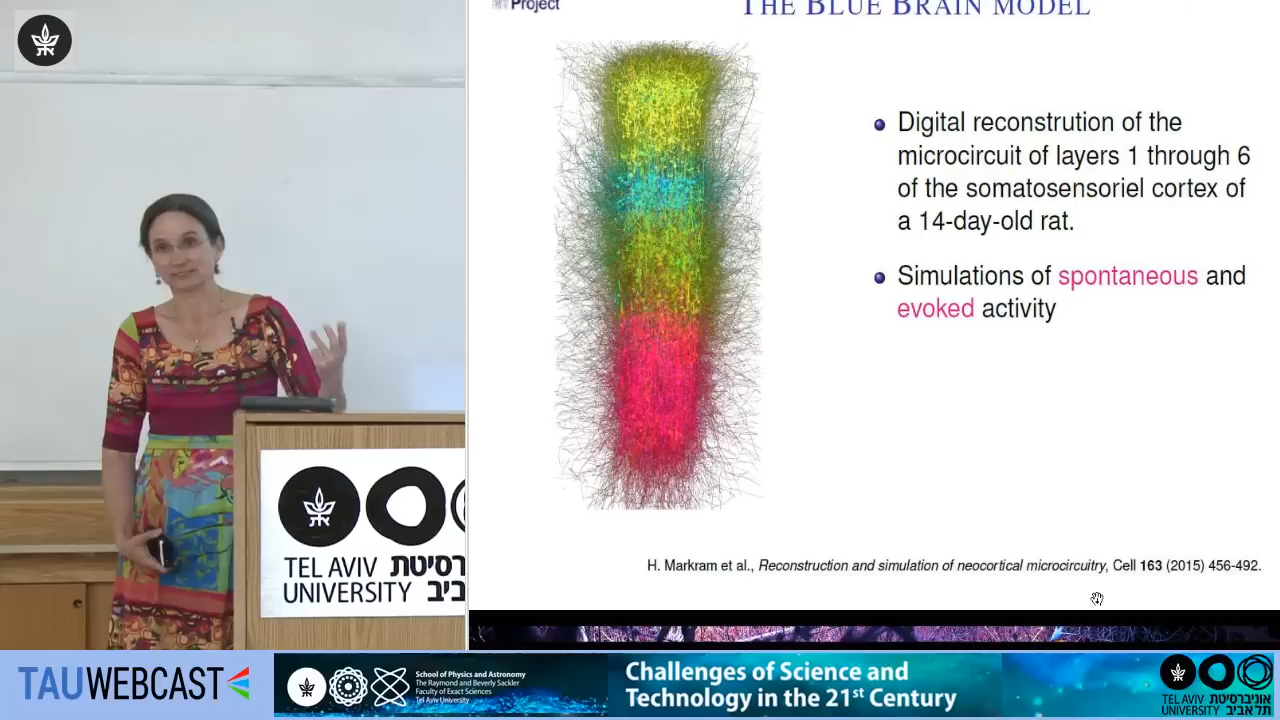 Project
THE BLUE BRAIN MODEL
Digital reconstrution of the
microcircuit of layers 1 through 6
of the somatosensoriel cortex of
a 14-day-old rat.
Simulations of spontaneous and
evoked activity
H. Markram et al., Reconstruction and simulation of neocortical microcircuitry, Cell 163 (2015) 456-492.
TEL AVIV
UNIVERSITY
TAUWEBCAST
School of Physics and Astronomy
The Raymond and Beverly Sackler
Faculty of Exact Sciences
Tel Aviv University
Challenges of Science and
Technology in the 21st Century
אוניברסיטת
תל אביב
TEL AVIV
UNIVERSITY